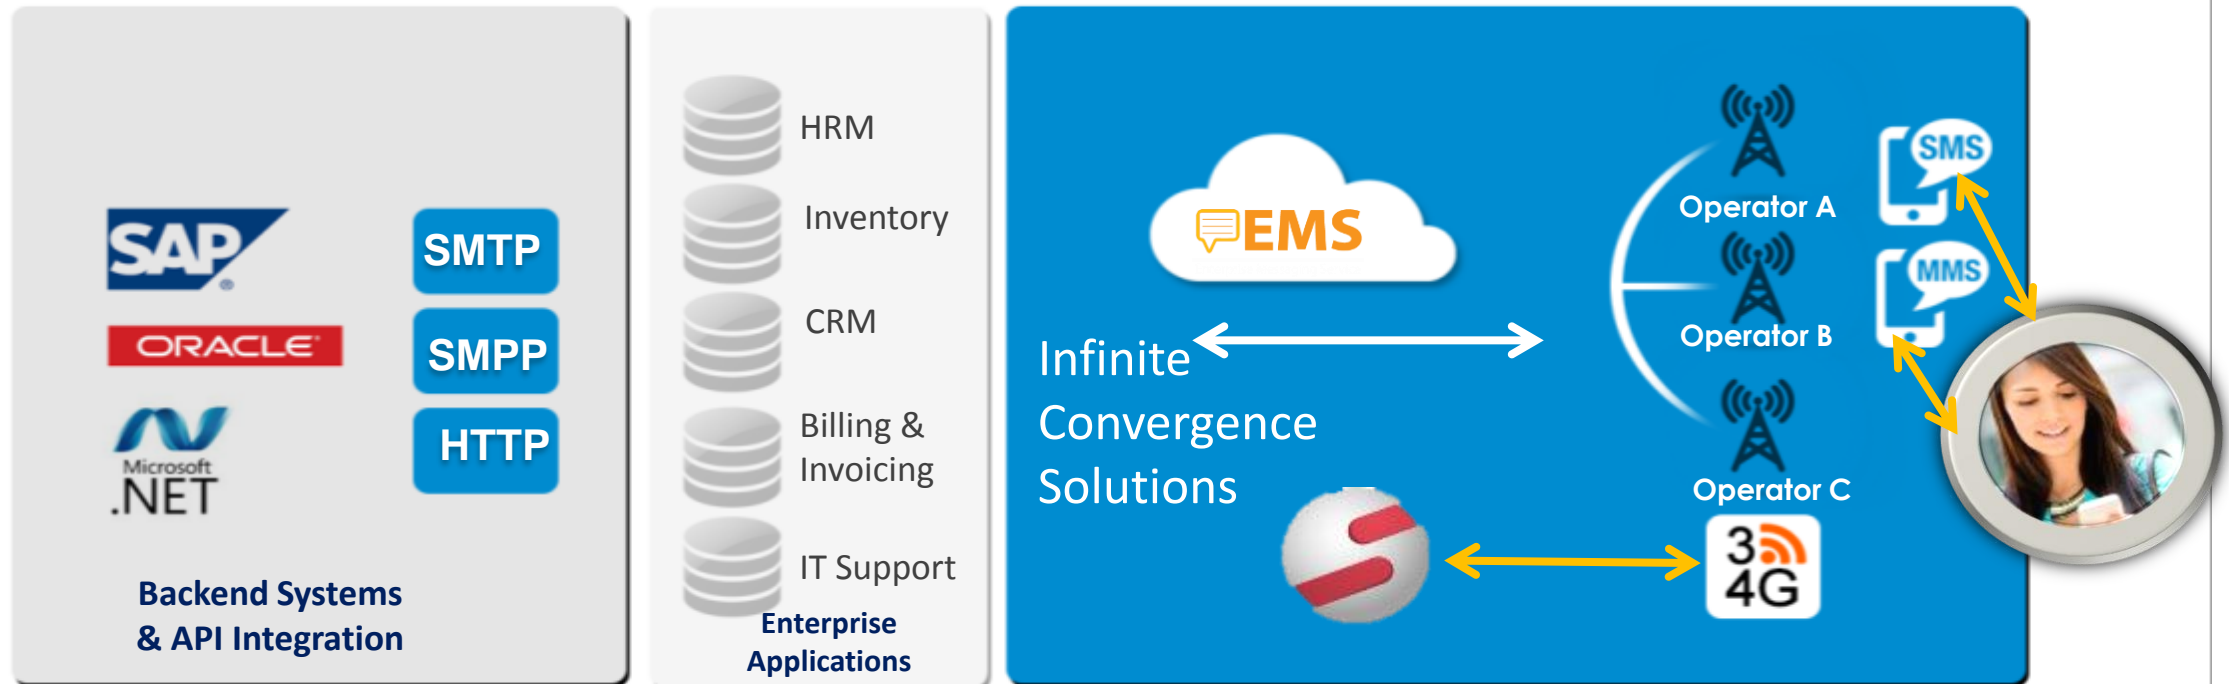 SAP
®
ORACLE
Microsoft
.NET
SMTP
SMPP
HTTP
Backend Systems
& API Integration
HRM
Inventory
CRM
Billing &
Invoicing
IT Support
Enterprise
Applications
EMS
Infinite
Convergence
Solutions
Operator A
Operator B
Operator C
SMS
MMS
3
4G